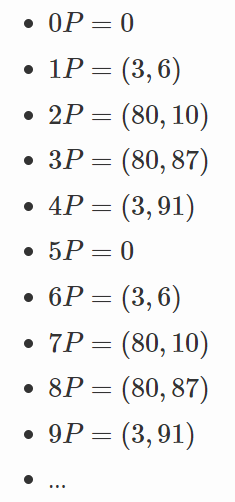 • 0P = 0
• 1P = (3, 6)
• 2P = (80, 10)
• 3P = (80, 87)
• 4P = (3, 91)
• 5P = 0
• 6P = (3, 6)
• 7P = (80, 10)
• 8P = (80, 87)
• 9P = (3, 91)
• ...